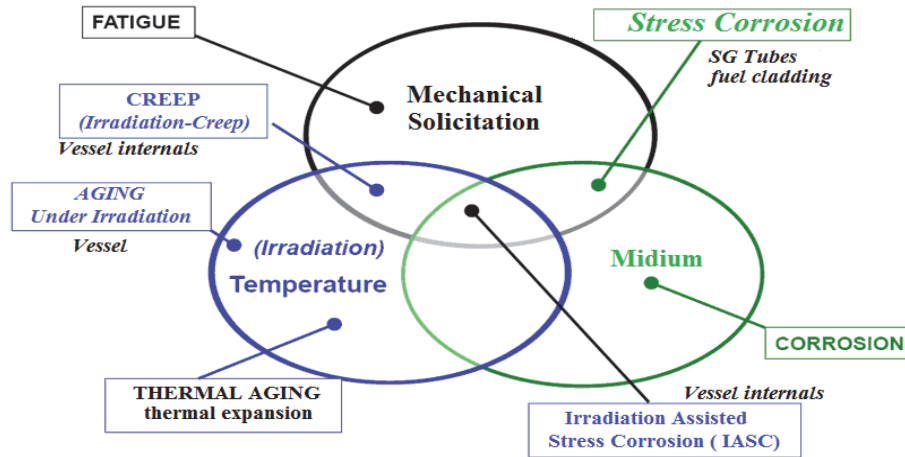 FATIGUE
Stress Corrosion
SG Tubes
fuel cladding
Mechanical
Solicitation
CREEP
(Irradiation-Creep)
Vessel internals
AGING
Under Irradiation
Vessel
(Irradiation)
Temperature
Midium
CORROSION
THERMAL AGING
thermal expansion
Vessel internals
Irradiation Assisted
Stress Corrosion ( IASC)